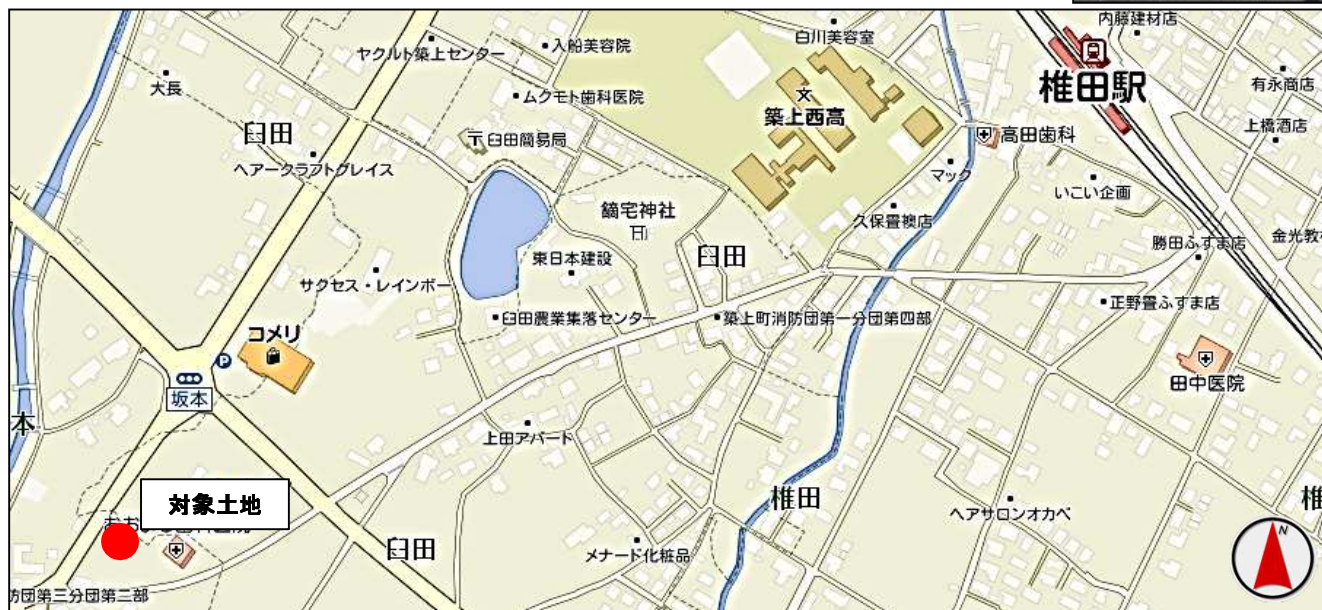 内藤建材店
白川美容室
入船美容院
ヤクルト築上センター
椎田駅
有永商店
大長
ムクモト歯科医院
文
築上西高
上橋酒店
臼田
〒臼田簡易局
高田歯科
ヘアークラフトグレイス
マック
いこい企画
鏑宅神社
久保畳襖店
臼田
勝田ふすま店
金光教
東日本建設
サクセス・レインボー
正野畳ふすま店
臼田農業集落センター
築上町消防団第一分団第四部
コメリ
P
田中医院
坂本
本
上田アパート
対象土地
椎田
椎
ヘアサロンオカベ
臼田
メナード化粧品
N
防団第三分団第二部